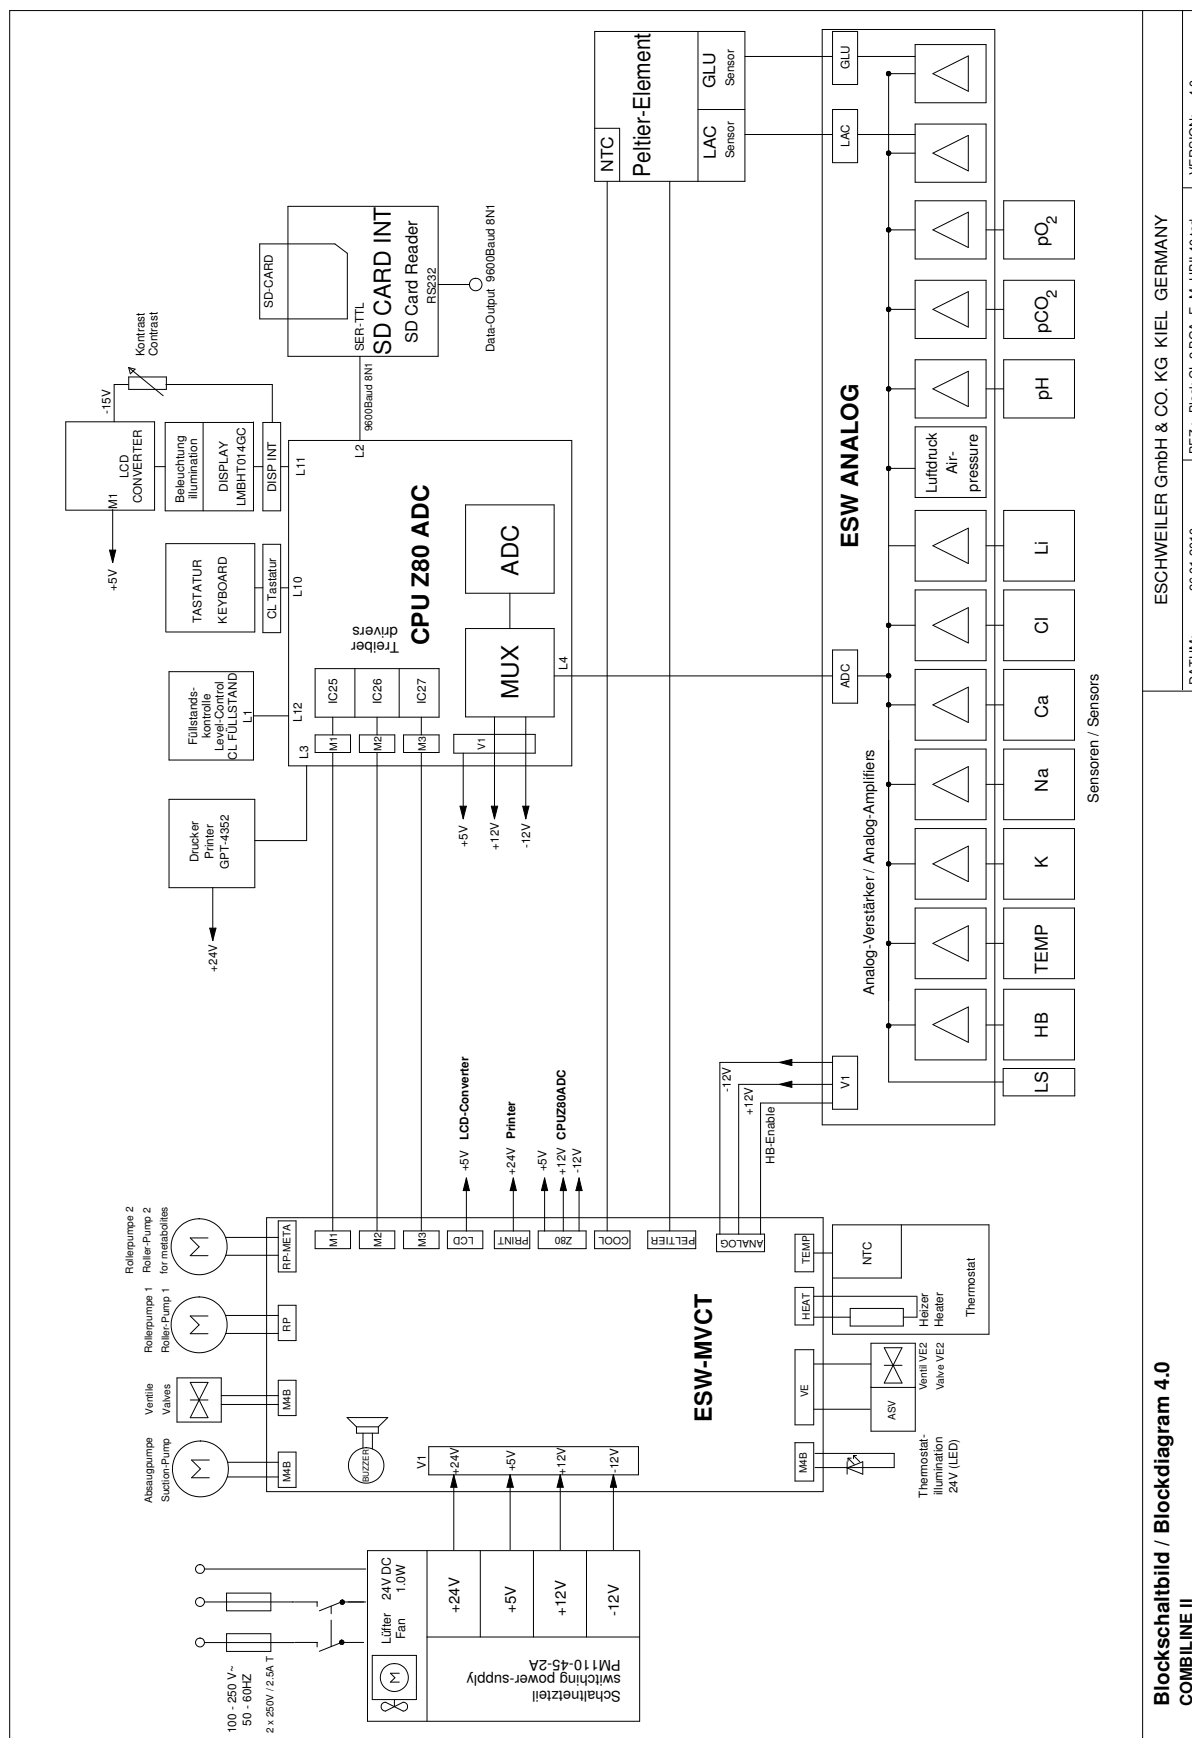 100 - 250 V~
50 - 60HZ
2 x 250V / 2.5A T
Lüfter
Fan
24V DC
1.0W
M
+24V
+5V
+12V
-12V
Schaltnetzteil
switching power-supply
PM110-45-2A
Absaugpumpe
Suction-Pump
M
M4B
Ventile
Valves
M4B
Rollerpumpe 1
Roller-Pump 1
M
RP
Rollerpumpe 2
Roller-Pump 2
for metabolites
M
RP-META
BUZZER
V1
+24V
+5V
+12V
-12V
ESW-MVCT
M1
M2
M3
LCD
+5V LCD-Converter
PRINT
+24V Printer
Z80
+5V
+12V CPUZ80ADC
-12V
COOL
PELTIER
ANALOG
-12V
+12V
HB-Enable
V1
M4B
Thermostat-
illumination
24V (LED)
VE
ASV
Ventil VE2
Valve VE2
HEAT
Heizer
Heater
TEMP
NTC
Thermostat
+24V
Drucker
Printer
GPT-4352
L3
Füllstands-
kontrolle
Level-Control
CL FÜLLSTAND
L1
L12
TASTATUR
KEYBOARD
CL Tastatur
L10
+5V
M1
LCD
CONVERTER
-15V
Kontrast
Contrast
Beleuchtung
illumination
DISPLAY
LMBHT014GC
DISP INT
L11
M1
M2
M3
IC25
IC26
IC27
Treiber
drivers
CPU Z80 ADC
V1
+5V
+12V
-12V
MUX
ADC
L4
L2
9600Baud 8N1
SD-CARD
SER-TTL
SD CARD INT
SD Card Reader
RS232
Data-Output 9600Baud 8N1
NTC
Peltier-Element
LAC
Sensor
GLU
Sensor
ADC
LAC
GLU
ESW ANALOG
Analog-Verstärker / Analog-Amplifiers
Luftdruck
Air-
pressure
LS
HB
TEMP
K
Na
Ca
Cl
Li
pH
pCO2
pO2
Sensoren / Sensors
Blockschaltbild / Blockdiagram 4.0
COMBILINE II
ESCHWEILER GmbH & CO. KG KIEL GERMANY
DATUM:
VERSION: